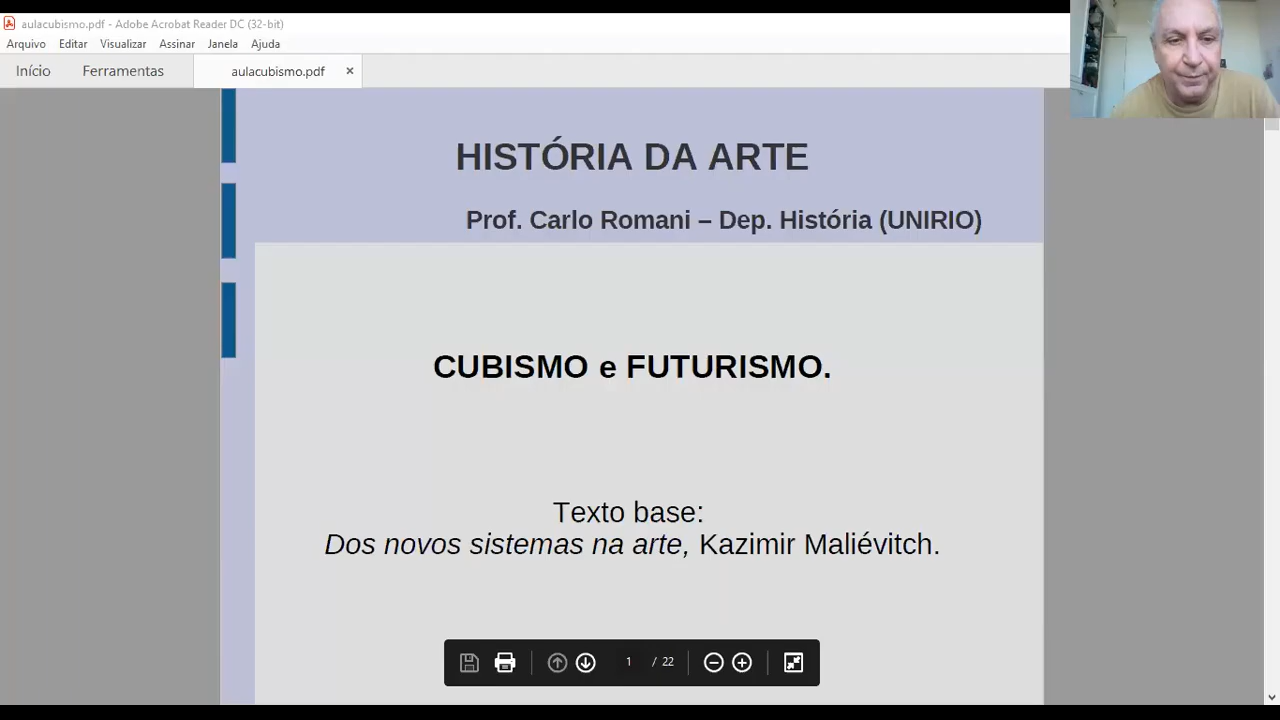 aulacubismo.pdf - Adobe Acrobat Reader DC (32-bit)
Arquivo Editar Visualizar Assinar Janela Ajuda
Início Ferramentas aulacubismo.pdf ×
HISTÓRIA DA ARTE
Prof. Carlo Romani – Dep. História (UNIRIO)
CUBISMO e FUTURISMO.
Texto base:
Dos novos sistemas na arte, Kazimir Maliévitch.
1 / 22